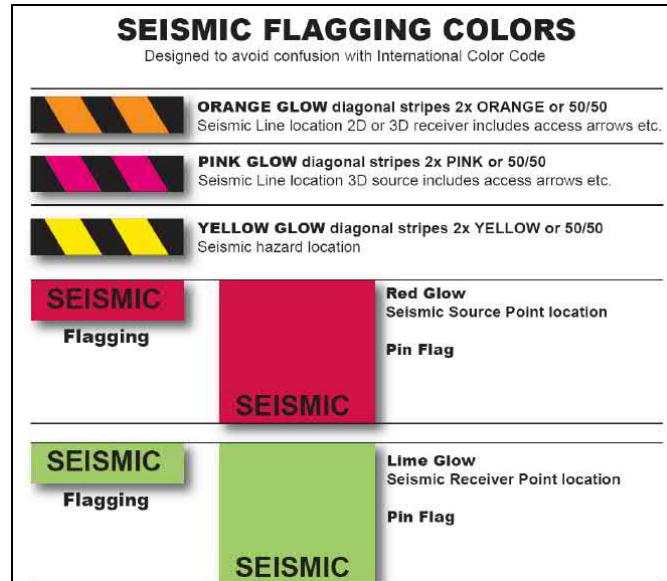 SEISMIC FLAGGING COLORS
Designed to avoid confusion with International Color Code
ORANGE GLOW diagonal stripes 2x ORANGE or 50/50
Seismic Line location 2D or 3D receiver includes access arrows etc.
PINK GLOW diagonal stripes 2x PINK or 50/50
Seismic Line location 3D source includes access arrows etc.
YELLOW GLOW diagonal stripes 2x YELLOW or 50/50
Seismic hazard location
SEISMIC
Flagging
SEISMIC
Red Glow
Seismic Source Point location
Pin Flag
SEISMIC
Flagging
SEISMIC
Lime Glow
Seismic Receiver Point location
Pin Flag